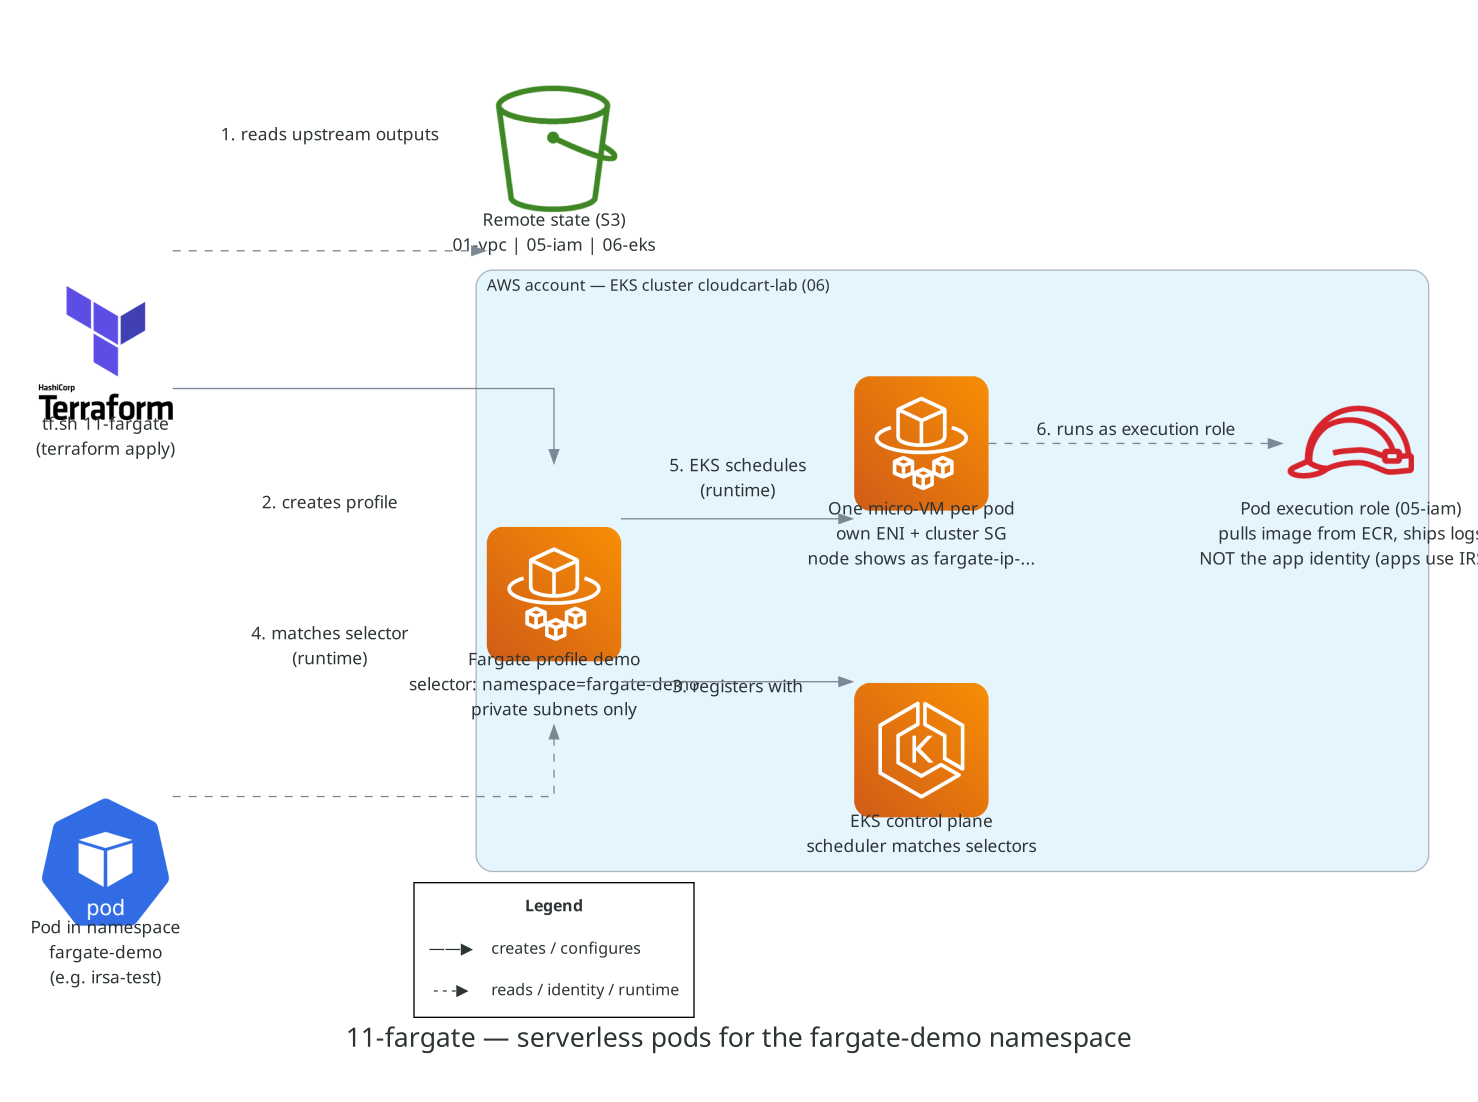 1. reads upstream outputs
Remote state (S3)
01-vpc | 05-iam | 06-eks
AWS account — EKS cluster cloudcart-lab (06)
HashiCorp
Terraform
tf.sh 11-fargate
(terraform apply)
2. creates profile
5. EKS schedules
(runtime)
6. runs as execution role
One micro-VM per pod
own ENI + cluster SG
node shows as fargate-ip-...
Pod execution role (05-iam)
pulls image from ECR, ships logs
NOT the app identity (apps use IRS
4. matches selector
(runtime)
Fargate profile demo
selector: namespace=fargate-demo
private subnets only
3. registers with
K
EKS control plane
scheduler matches selectors
pod
Pod in namespace
fargate-demo
(e.g. irsa-test)
Legend
creates / configures
reads / identity / runtime
11-fargate — serverless pods for the fargate-demo namespace